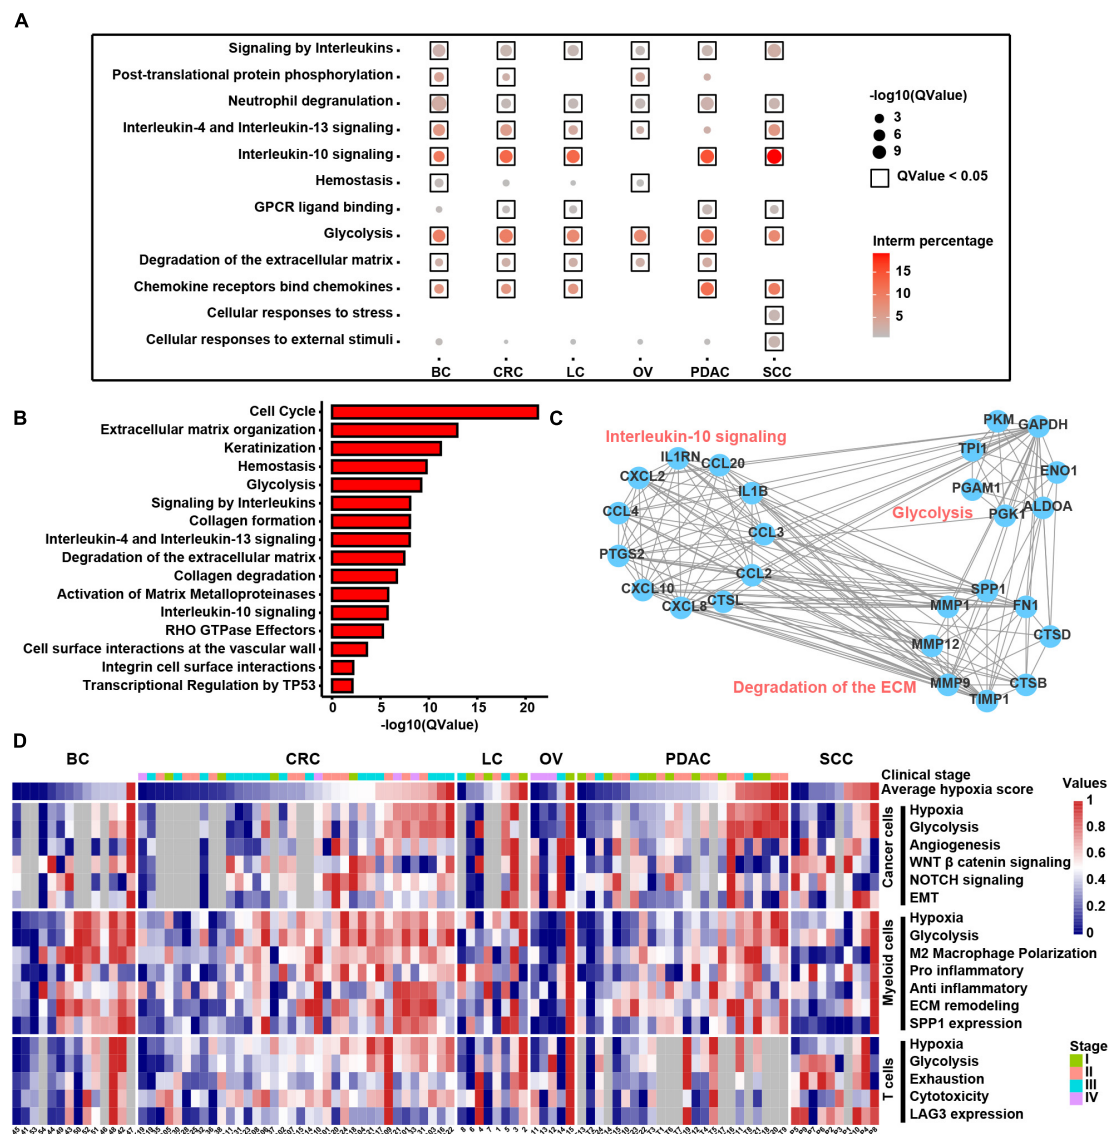 A
Signaling by Interleukins
Post-translational protein phosphorylation
Neutrophil degranulation
Interleukin-4 and Interleukin-13 signaling
Interleukin-10 signaling
Hemostasis
GPCR ligand binding
Glycolysis
Degradation of the extracellular matrix
Chemokine receptors bind chemokines
Cellular responses to stress
Cellular responses to external stimuli
BC CRC LC OV PDAC SCC
-log10(QValue)
3
6
9
QValue < 0.05
Interm percentage
15
10
5
B
Cell Cycle
Extracellular matrix organization
Keratinization
Hemostasis
Glycolysis
Signaling by Interleukins
Collagen formation
Interleukin-4 and Interleukin-13 signaling
Degradation of the extracellular matrix
Collagen degradation
Activation of Matrix Metalloproteinases
Interleukin-10 signaling
RHO GTPase Effectors
Cell surface interactions at the vascular wall
Integrin cell surface interactions
Transcriptional Regulation by TP53
0 5 10 15 20
-log10(QValue)
C
Interleukin-10 signaling
IL1RN
CCL20
CXCL2
IL1B
CCL4
CCL3
PTGS2
CCL2
CXCL10
CXCL8
CTSL
PKM
GAPDH
TPI1
ENO1
PGAM1
ALDOA
PGK1
Glycolysis
SPP1
MMP1
FN1
CTSD
MMP12
MMP9
CTSB
TIMP1
Degradation of the ECM
D
BC CRC LC OV PDAC SCC
Clinical stage
Average hypoxia score
Cancer cells
Hypoxia
Glycolysis
Angiogenesis
WNT β catenin signaling
NOTCH signaling
EMT
Myeloid cells
Hypoxia
Glycolysis
M2 Macrophage Polarization
Pro inflammatory
Anti inflammatory
ECM remodeling
SPP1 expression
T cells
Hypoxia
Glycolysis
Exhaustion
Cytotoxicity
LAG3 expression
Values
1
0.8
0.6
0.4
0.2
0
Stage
I
II
III
IV